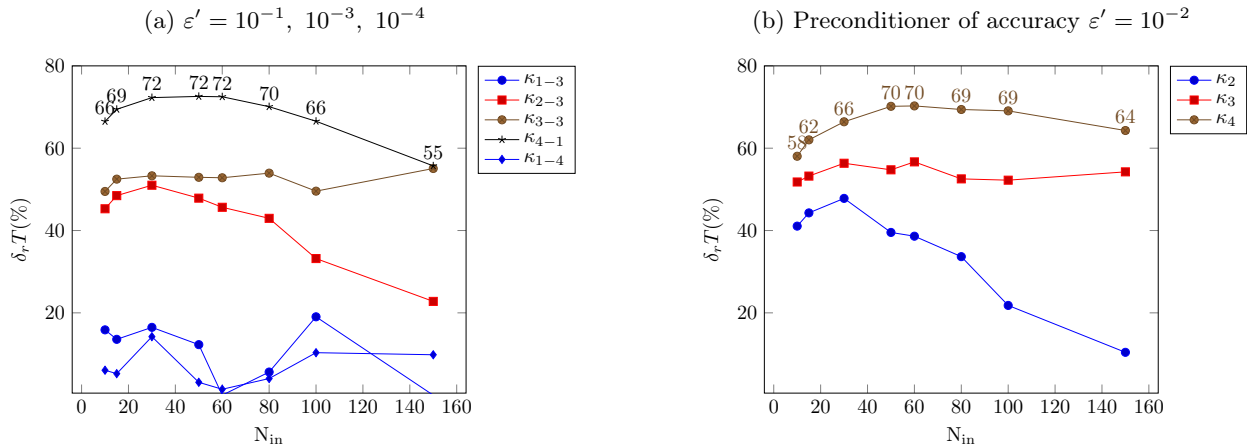 (a) ε′ = 10⁻¹, 10⁻³, 10⁻⁴
80
60
40
20
δᵣT(%)
66
69
72
72
72
70
66
55
0 20 40 60 80 100 120 140 160
N_in
κ₁₋₃
κ₂₋₃
κ₃₋₃
κ₄₋₁
κ₁₋₄
(b) Preconditioner of accuracy ε′ = 10⁻²
80
60
40
20
δᵣT(%)
58
62
66
70
70
69
69
64
0 20 40 60 80 100 120 140 160
N_in
κ₂
κ₃
κ₄